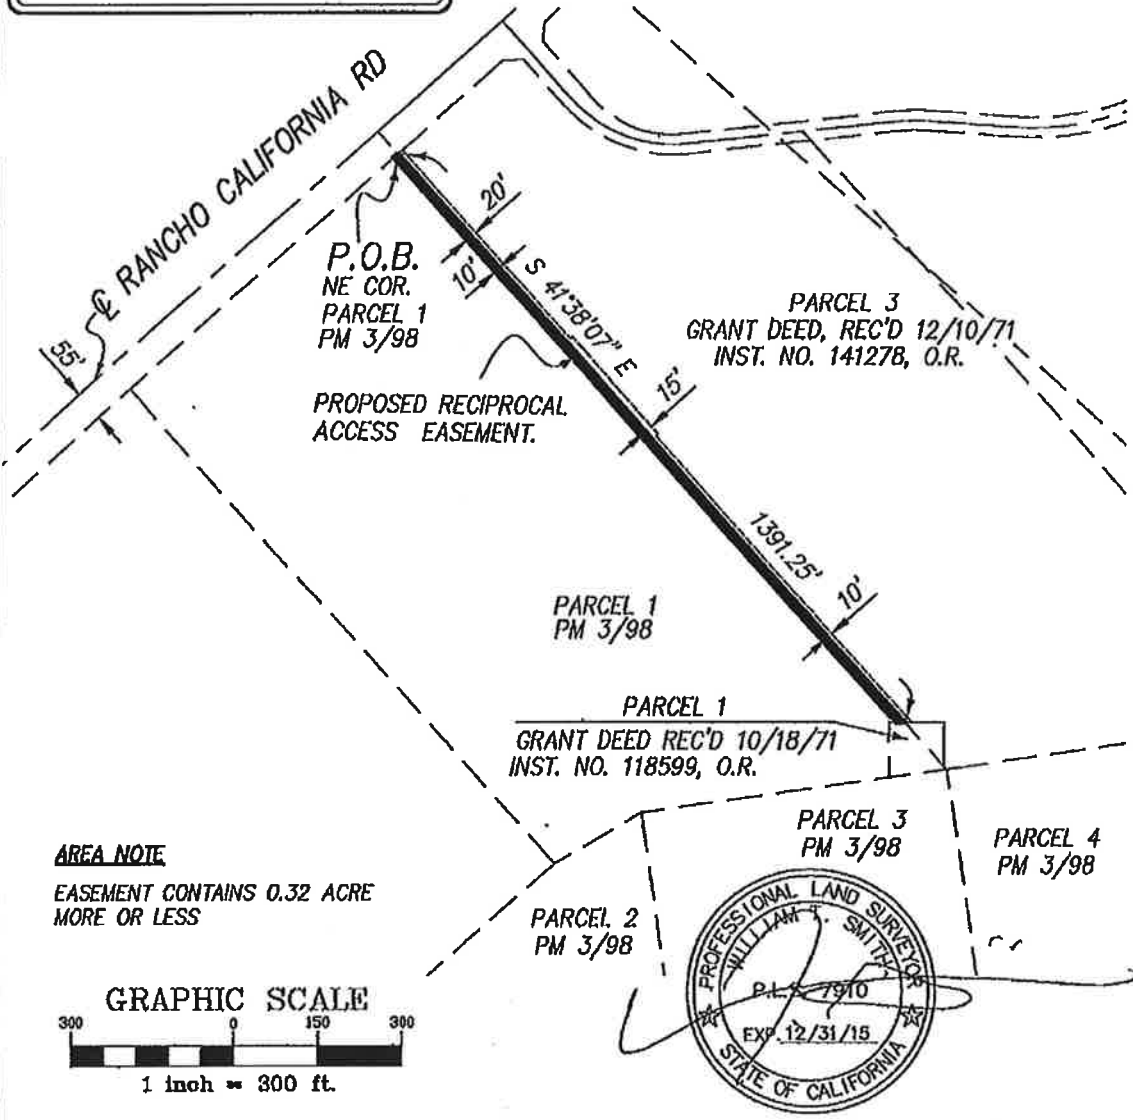 ℄ RANCHO CALIFORNIA RD
55'
P.O.B.
NE COR.
PARCEL 1
PM 3/98
20'
10'
S 41°38'07" E
PARCEL 3
GRANT DEED, REC'D 12/10/71
INST. NO. 141278, O.R.
PROPOSED RECIPROCAL
ACCESS EASEMENT.
15'
1391.25'
10'
PARCEL 1
PM 3/98
PARCEL 1
GRANT DEED REC'D 10/18/71
INST. NO. 118599, O.R.
PARCEL 3
PM 3/98
PARCEL 4
PM 3/98
AREA NOTE
EASEMENT CONTAINS 0.32 ACRE
MORE OR LESS
PARCEL 2
PM 3/98
PROFESSIONAL LAND SURVEYOR
WILLIAM T. SMITH
P.L.S. 7910
EXP. 12/31/15
STATE OF CALIFORNIA
GRAPHIC SCALE
300 0 150 300
1 inch = 300 ft.